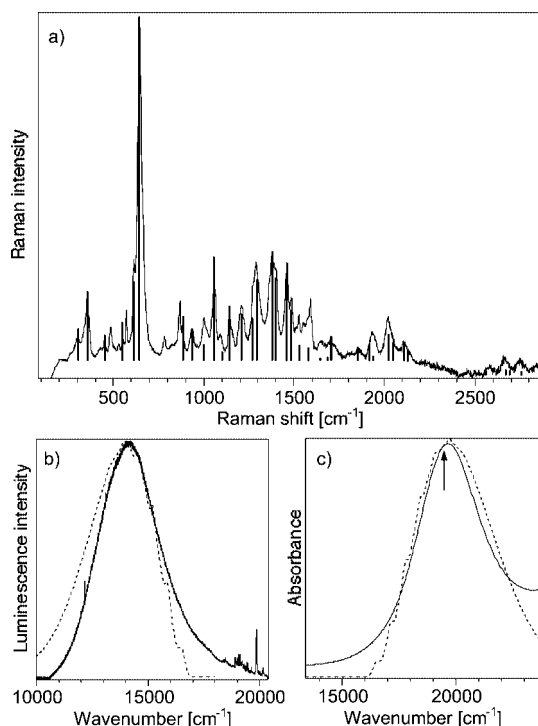 a)
Raman intensity
500 1000 1500 2000 2500
Raman shift [cm-1]
b)
Luminescence intensity
10000 15000 20000
Wavenumber [cm-1]
c)
Absorbance
15000 20000
Wavenumber [cm-1]